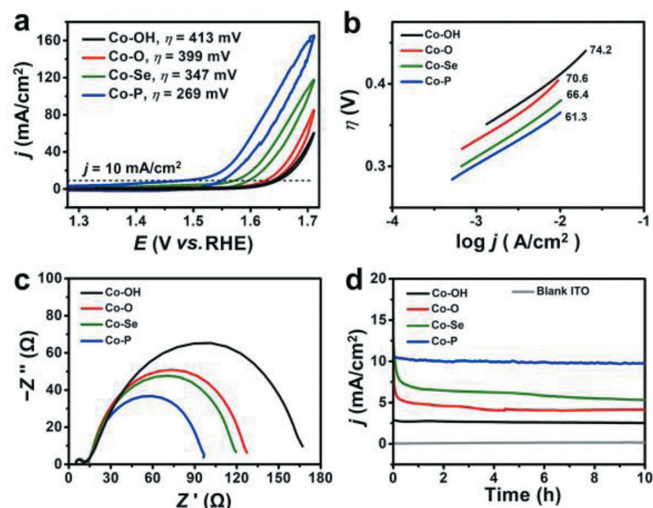 a
160
120
80
40
0
j (mA/cm²)
Co-OH, η = 413 mV
Co-O, η = 399 mV
Co-Se, η = 347 mV
Co-P, η = 269 mV
j = 10 mA/cm²
1.3 1.4 1.5 1.6 1.7
E (V vs. RHE)
b
0.4
0.3
η (V)
Co-OH
Co-O
Co-Se
Co-P
74.2
70.6
66.4
61.3
-4 -3 -2 -1
log j ( A/cm² )
c
100
80
60
40
20
0
−Z'' (Ω)
Co-OH
Co-O
Co-Se
Co-P
0 30 60 90 120 150 180
Z ' (Ω)
d
20
15
10
5
0
j (mA/cm²)
Co-OH
Co-O
Co-Se
Co-P
Blank ITO
0 2 4 6 8 10
Time (h)